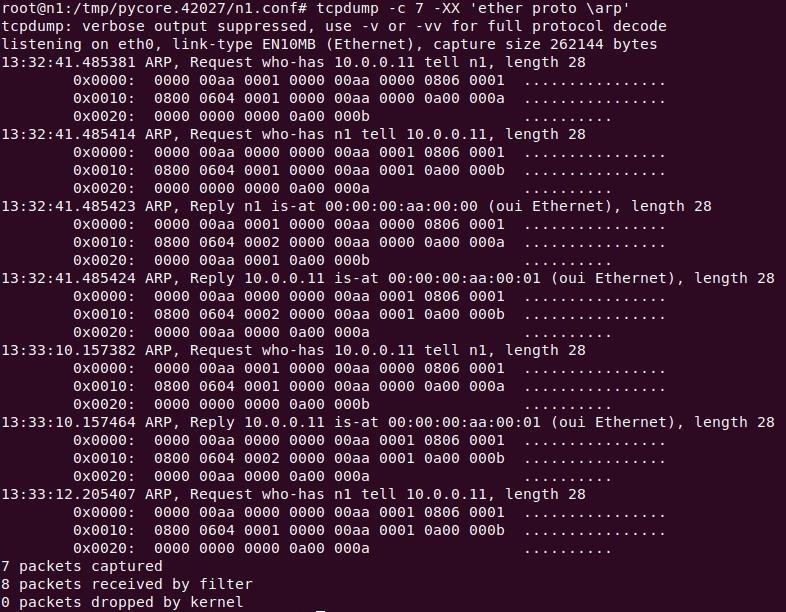 root@n1:/tmp/pycore.42027/n1.conf# tcpdump -c 7 -XX 'ether proto \arp'
tcpdump: verbose output suppressed, use -v or -vv for full protocol decode
listening on eth0, link-type EN10MB (Ethernet), capture size 262144 bytes
13:32:41.485381 ARP, Request who-has 10.0.0.11 tell n1, length 28
        0x0000:  0000 00aa 0001 0000 00aa 0000 0806 0001  ................
        0x0010:  0800 0604 0001 0000 00aa 0000 0a00 000a  ................
        0x0020:  0000 0000 0000 0a00 000b                 ..........
13:32:41.485414 ARP, Request who-has n1 tell 10.0.0.11, length 28
        0x0000:  0000 00aa 0000 0000 00aa 0001 0806 0001  ................
        0x0010:  0800 0604 0001 0000 00aa 0001 0a00 000b  ................
        0x0020:  0000 0000 0000 0a00 000a                 ..........
13:32:41.485423 ARP, Reply n1 is-at 00:00:00:aa:00:00 (oui Ethernet), length 28
        0x0000:  0000 00aa 0001 0000 00aa 0000 0806 0001  ................
        0x0010:  0800 0604 0002 0000 00aa 0000 0a00 000a  ................
        0x0020:  0000 00aa 0001 0a00 000b                 ..........
13:32:41.485424 ARP, Reply 10.0.0.11 is-at 00:00:00:aa:00:01 (oui Ethernet), length 28
        0x0000:  0000 00aa 0000 0000 00aa 0001 0806 0001  ................
        0x0010:  0800 0604 0002 0000 00aa 0001 0a00 000b  ................
        0x0020:  0000 00aa 0000 0a00 000a                 ..........
13:33:10.157382 ARP, Request who-has 10.0.0.11 tell n1, length 28
        0x0000:  0000 00aa 0001 0000 00aa 0000 0806 0001  ................
        0x0010:  0800 0604 0001 0000 00aa 0000 0a00 000a  ................
        0x0020:  0000 0000 0000 0a00 000b                 ..........
13:33:10.157464 ARP, Reply 10.0.0.11 is-at 00:00:00:aa:00:01 (oui Ethernet), length 28
        0x0000:  0000 00aa 0000 0000 00aa 0001 0806 0001  ................
        0x0010:  0800 0604 0002 0000 00aa 0001 0a00 000b  ................
        0x0020:  0000 00aa 0000 0a00 000a                 ..........
13:33:12.205407 ARP, Request who-has n1 tell 10.0.0.11, length 28
        0x0000:  0000 00aa 0000 0000 00aa 0001 0806 0001  ................
        0x0010:  0800 0604 0001 0000 00aa 0001 0a00 000b  ................
        0x0020:  0000 0000 0000 0a00 000a                 ..........
7 packets captured
8 packets received by filter
0 packets dropped by kernel